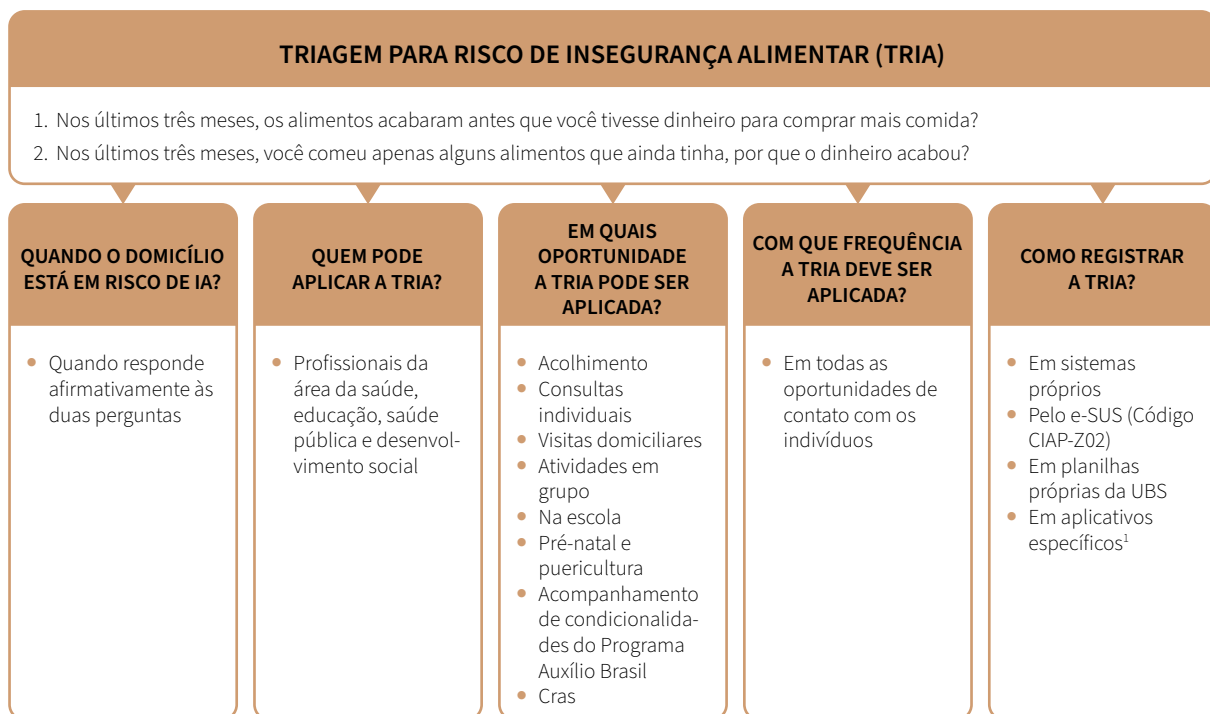 TRIAGEM PARA RISCO DE INSEGURANÇA ALIMENTAR (TRIA)
1. Nos últimos três meses, os alimentos acabaram antes que você tivesse dinheiro para comprar mais comida?
2. Nos últimos três meses, você comeu apenas alguns alimentos que ainda tinha, por que o dinheiro acabou?
QUANDO O DOMICÍLIO
ESTÁ EM RISCO DE IA?
• Quando responde
afirmativamente às
duas perguntas
QUEM PODE
APLICAR A TRIA?
• Profissionais da
área da saúde,
educação, saúde
pública e desenvol-
vimento social
EM QUAIS
OPORTUNIDADE
A TRIA PODE SER
APLICADA?
• Acolhimento
• Consultas
individuais
• Visitas domiciliares
• Atividades em
grupo
• Na escola
• Pré-natal e
puericultura
• Acompanhamento
de condicionalida-
des do Programa
Auxílio Brasil
• Cras
COM QUE FREQUÊNCIA
A TRIA DEVE SER
APLICADA?
• Em todas as
oportunidades de
contato com os
indivíduos
COMO REGISTRAR
A TRIA?
• Em sistemas
próprios
• Pelo e-SUS (Código
CIAP-Z02)
• Em planilhas
próprias da UBS
• Em aplicativos
específicos¹